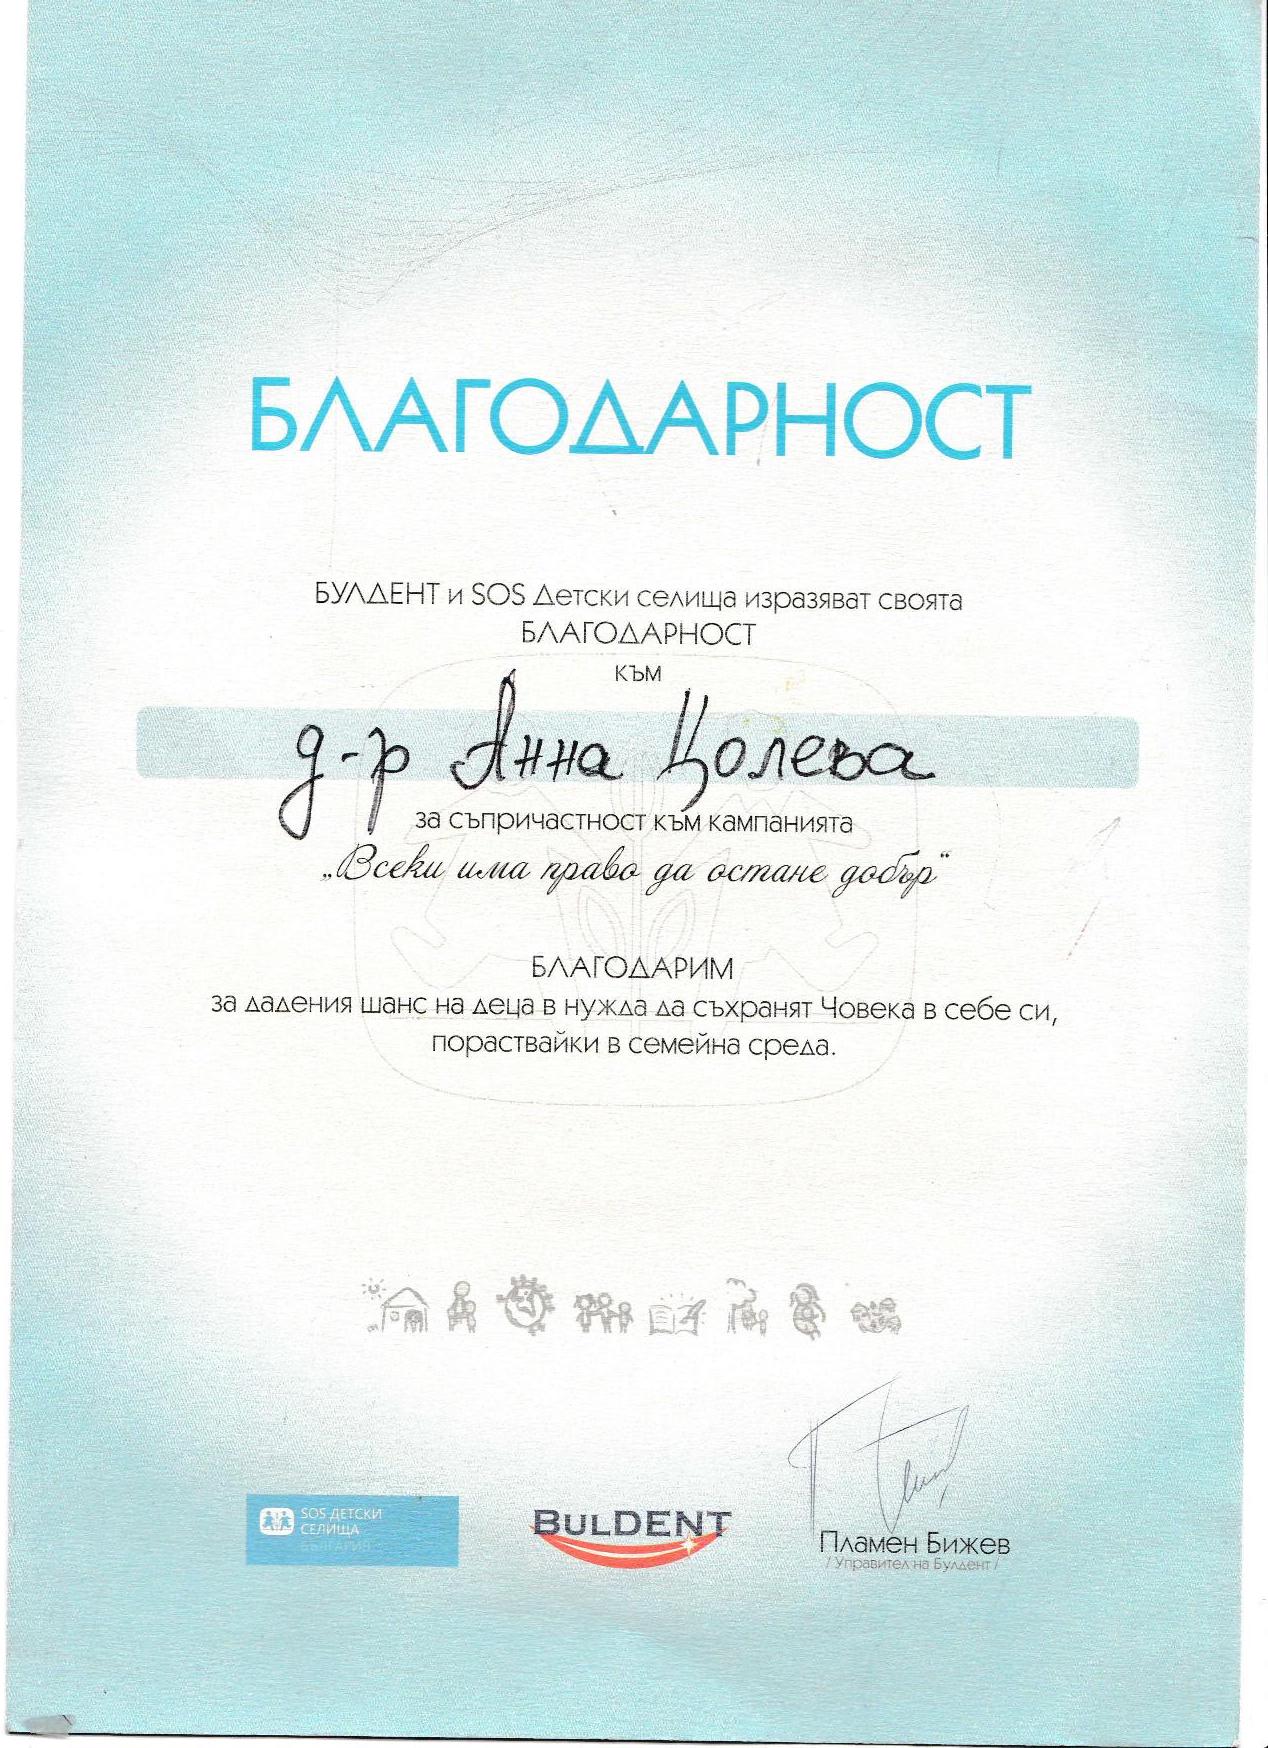 БЛАГОДАРНОСТ
БУЛДЕНТ и SOS Детски селища изразяват своята
БЛАГОДАРНОСТ
към
д-р Анна Цолева
за съпричастност към кампанията
„Всеки има право да остане добър“
БЛАГОДАРИМ
за дадения шанс на деца в нужда да съхранят Човека в себе си,
порастваайки в семейна среда.
SOS ДЕТСКИ
СЕЛИЩА
БЪЛГАРИЯ
BULDENT
Пламен Бижев
/ Управител на Булдент /